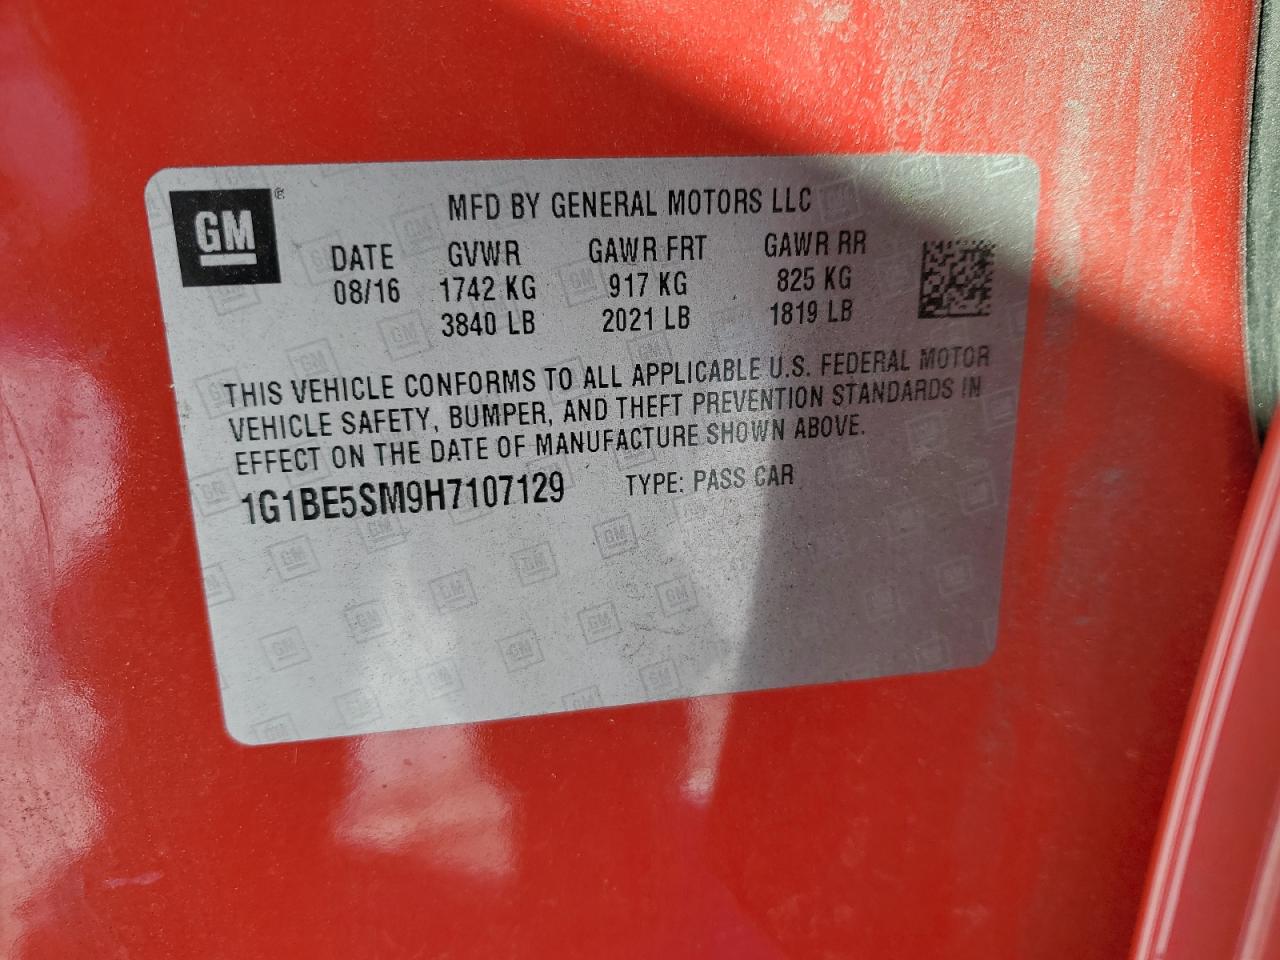 GM®
MFD BY GENERAL MOTORS LLC
DATE GVWR GAWR FRT GAWR RR
08/16 1742 KG 917 KG 825 KG
3840 LB 2021 LB 1819 LB
THIS VEHICLE CONFORMS TO ALL APPLICABLE U.S. FEDERAL MOTOR
VEHICLE SAFETY, BUMPER, AND THEFT PREVENTION STANDARDS IN
EFFECT ON THE DATE OF MANUFACTURE SHOWN ABOVE.
1G1BE5SM9H7107129 TYPE: PASS CAR